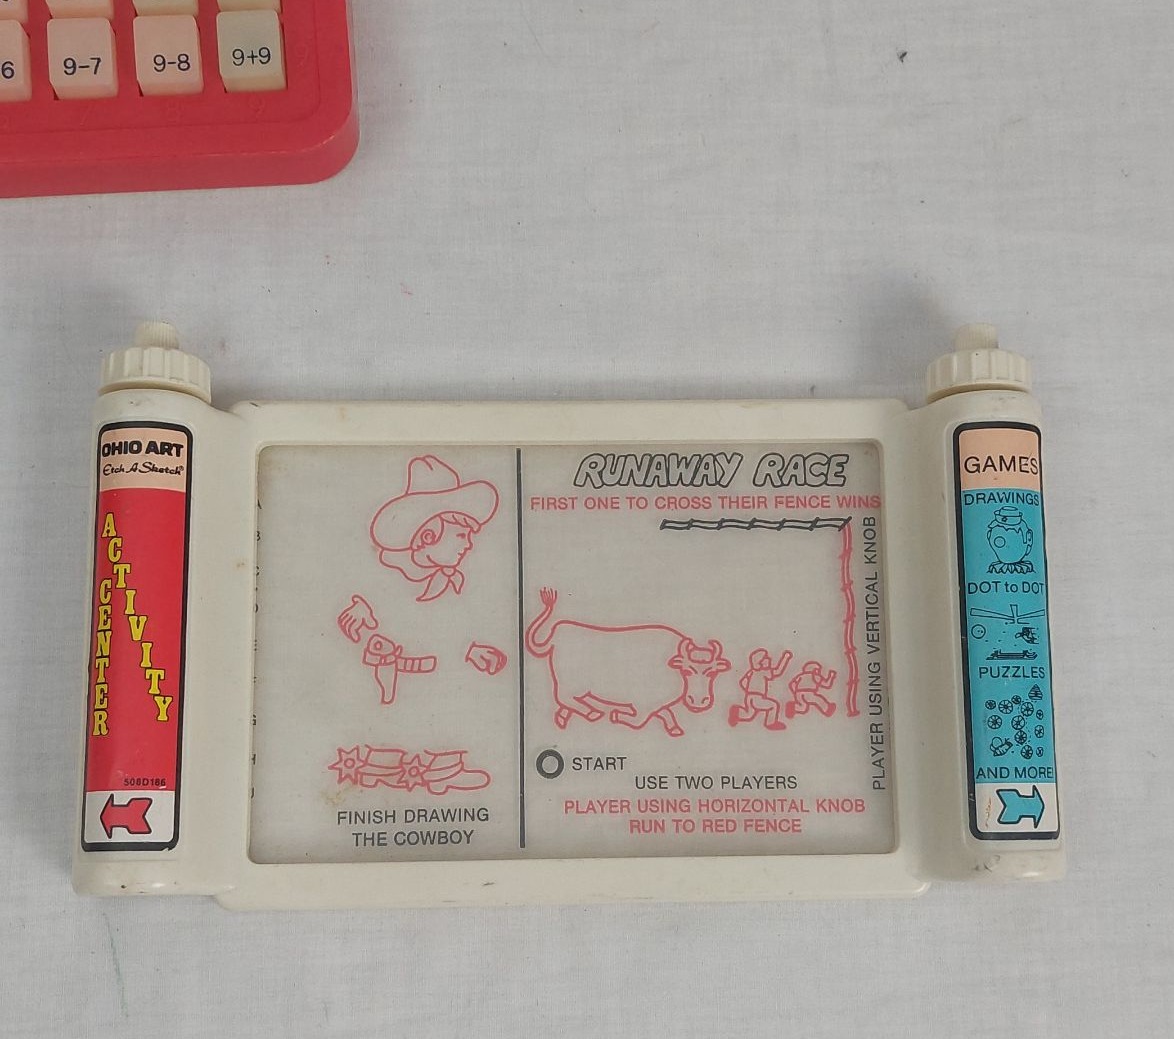 6
9-7
9-8
9+9
OHIO ART
Etch A Sketch®
ACTIVITY
CENTER
508D186
FINISH DRAWING
THE COWBOY
RUNAWAY RACE
FIRST ONE TO CROSS THEIR FENCE WINS
PLAYER USING VERTICAL KNOB
START
USE TWO PLAYERS
PLAYER USING HORIZONTAL KNOB
RUN TO RED FENCE
GAMES
DRAWINGS
DOT to DOT
PUZZLES
AND MORE!